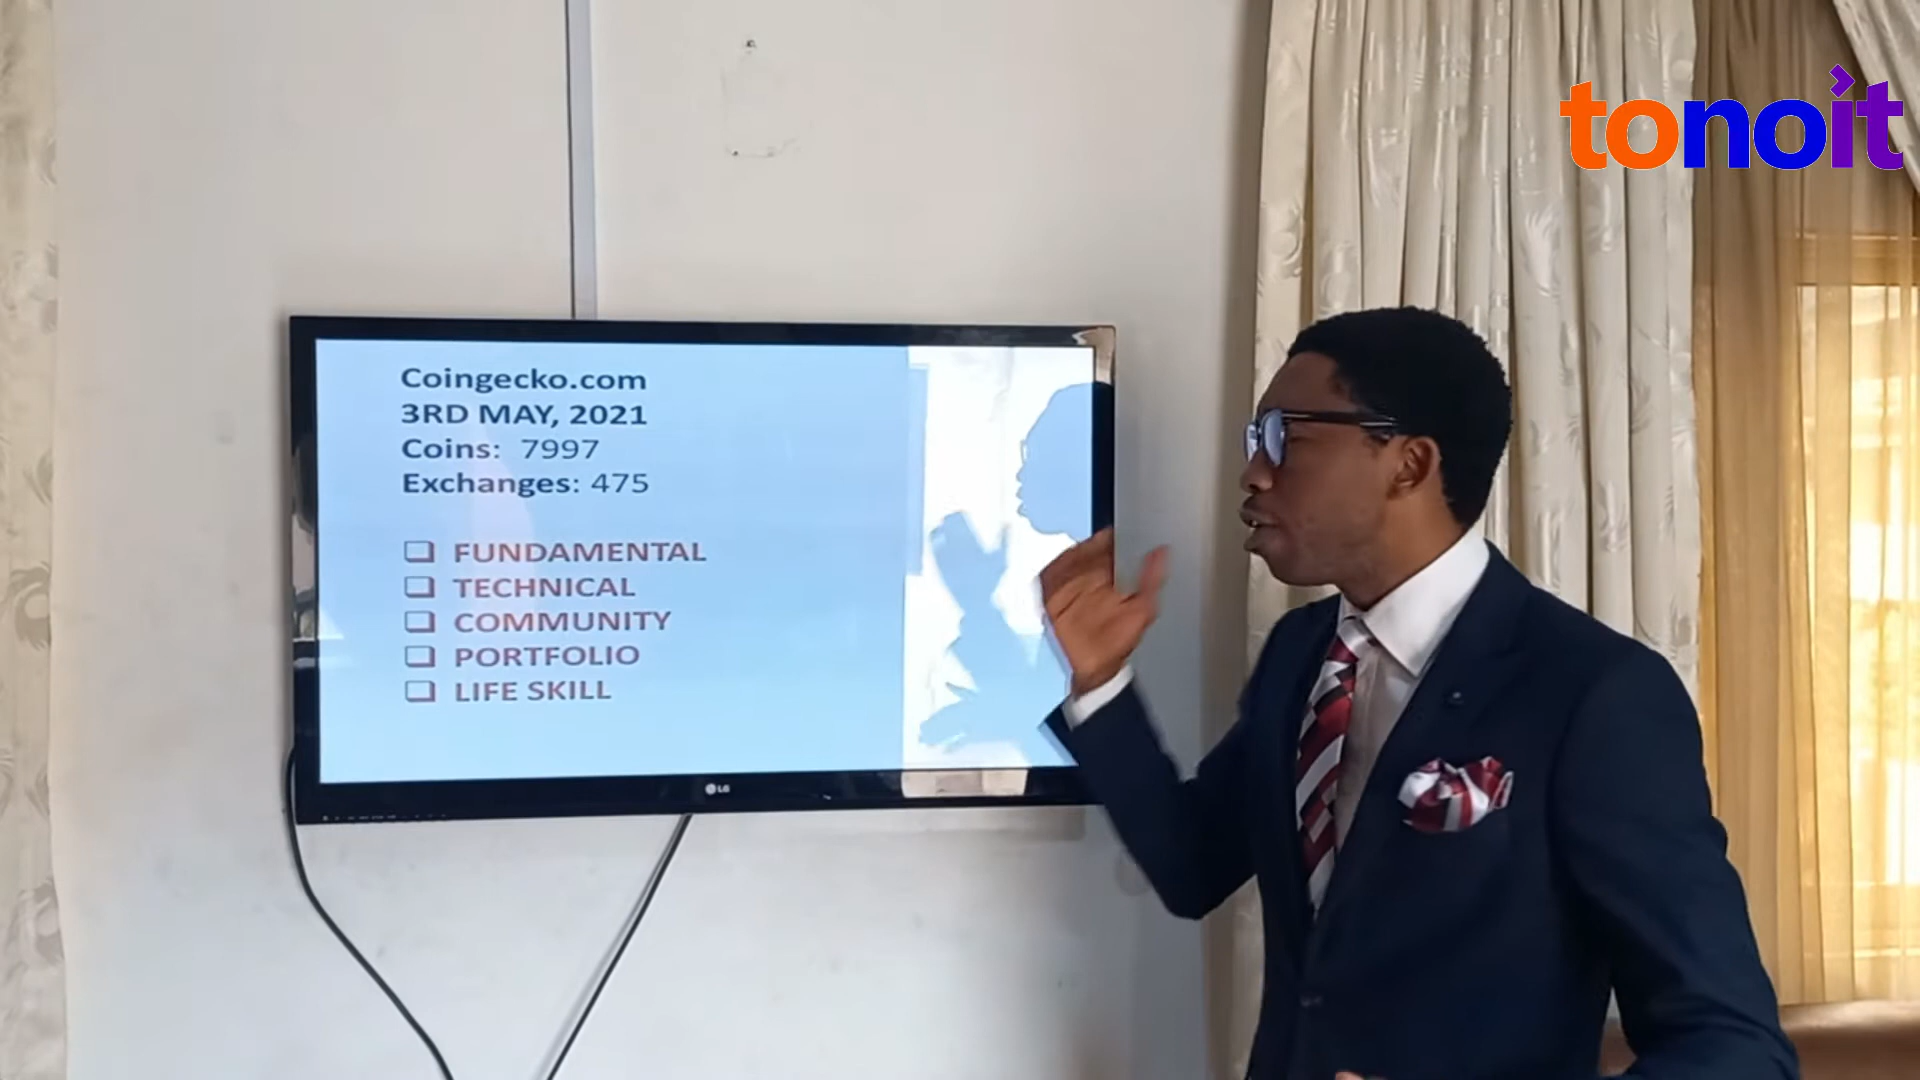 tonoit
Coingecko.com
3RD MAY, 2021
Coins: 7997
Exchanges: 475
❑ FUNDAMENTAL
❑ TECHNICAL
❑ COMMUNITY
❑ PORTFOLIO
❑ LIFE SKILL
LG